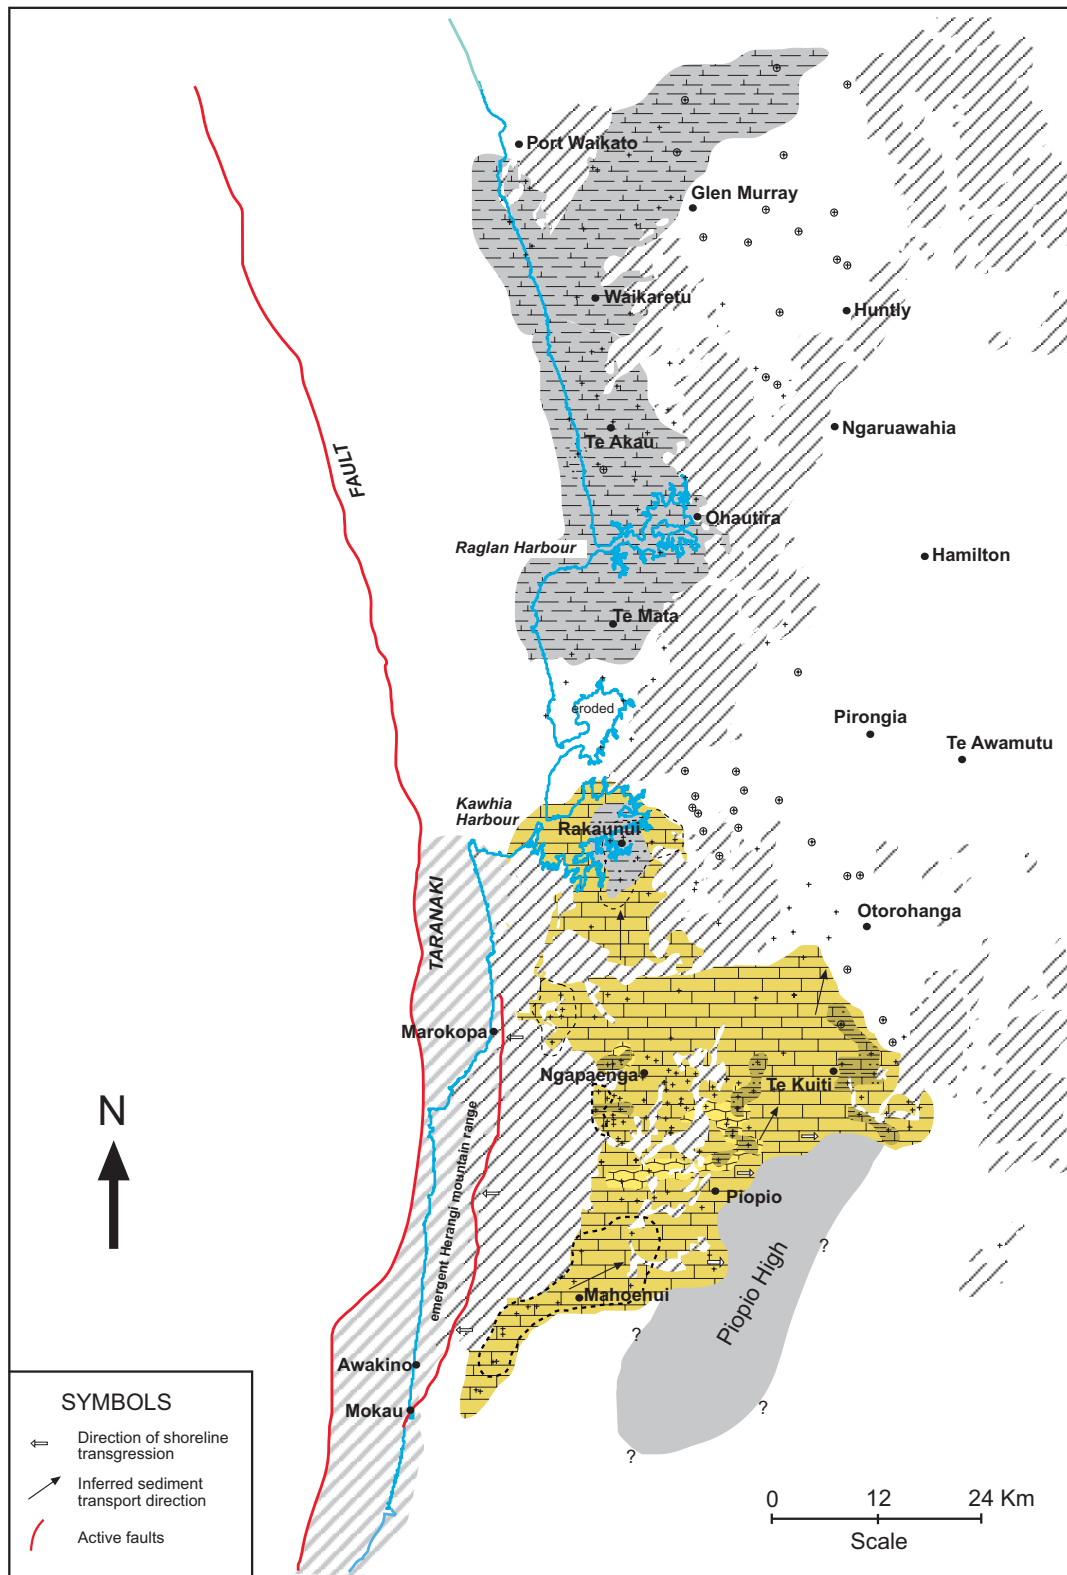 Port Waikato
Glen Murray
Waikaretu
Huntly
Te Akau
Ngaruawahia
FAULT
Ohautira
Raglan Harbour
Hamilton
Te Mata
eroded
Pirongia
Te Awamutu
Kawhia
Harbour
Rakaunui
TARANAKI
Otorohanga
Marokopa
Ngapaenga
Te Kuiti
N
emergent Herangi mountain range
Piopio
?
Piopio High
Mahoenui
?
Awakino
Mokau
?
?
SYMBOLS
Direction of shoreline
transgression
Inferred sediment
transport direction
Active faults
0 12 24 Km
Scale